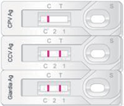 CPV Ag
C T
C 2 1
S
CCV Ag
C T
C 2 1
S
Giardia Ag
C T
C 2 1
S